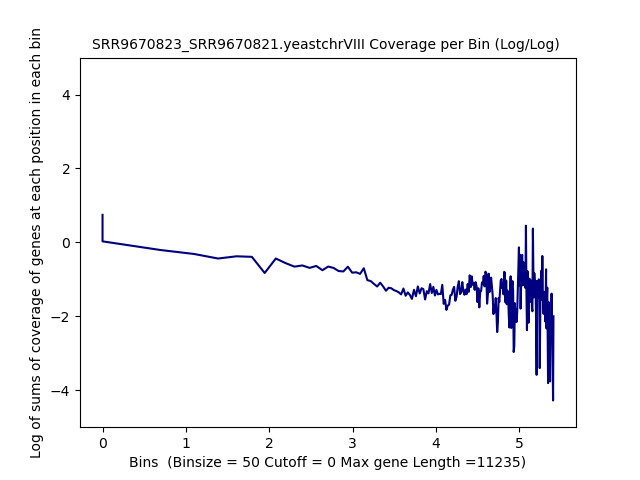 SRR9670823_SRR9670821.yeastchrVIII Coverage per Bin (Log/Log)
Log of sums of coverage of genes at each position in each bin
4
2
0
−2
−4
0 1 2 3 4 5
Bins  (Binsize = 50 Cutoff = 0 Max gene Length =11235)